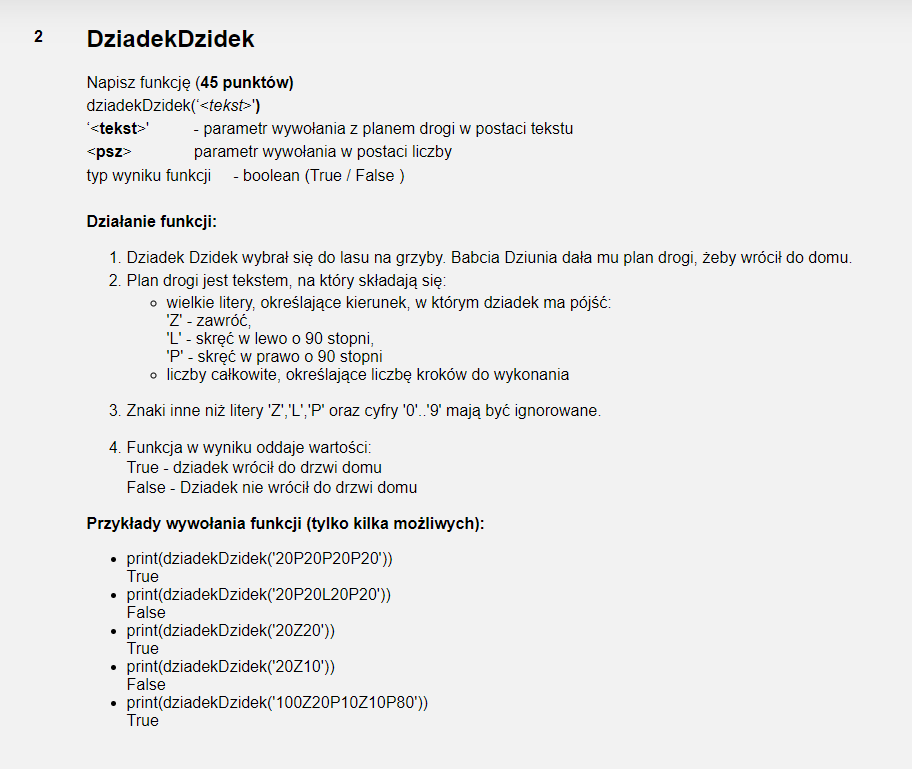 2 DziadekDzidek
Napisz funkcję (45 punktów)
dziadekDzidek('<tekst>')
'<tekst>' - parametr wywołania z planem drogi w postaci tekstu
<psz> parametr wywołania w postaci liczby
typ wyniku funkcji - boolean (True / False )
Działanie funkcji:
1. Dziadek Dzidek wybrał się do lasu na grzyby. Babcia Dziunia dała mu plan drogi, żeby wrócił do domu.
2. Plan drogi jest tekstem, na który składają się:
◦ wielkie litery, określające kierunek, w którym dziadek ma pójść:
'Z' - zawróć,
'L' - skręć w lewo o 90 stopni,
'P' - skręć w prawo o 90 stopni
◦ liczby całkowite, określające liczbę kroków do wykonania
3. Znaki inne niż litery 'Z','L','P' oraz cyfry '0'..'9' mają być ignorowane.
4. Funkcja w wyniku oddaje wartości:
True - dziadek wrócił do drzwi domu
False - Dziadek nie wrócił do drzwi domu
Przykłady wywołania funkcji (tylko kilka możliwych):
• print(dziadekDzidek('20P20P20P20'))
True
• print(dziadekDzidek('20P20L20P20'))
False
• print(dziadekDzidek('20Z20'))
True
• print(dziadekDzidek('20Z10'))
False
• print(dziadekDzidek('100Z20P10Z10P80'))
True